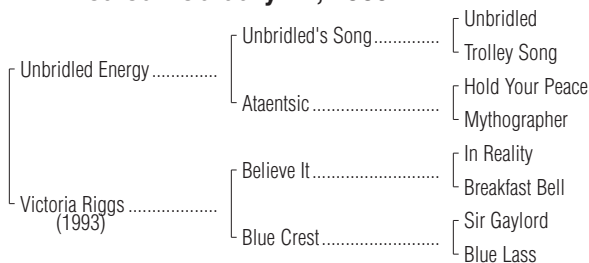 Unbridled
Unbridled's Song
Trolley Song
Unbridled Energy
Hold Your Peace
Ataentsic
Mythographer
In Reality
Believe It
Breakfast Bell
Victoria Riggs
(1993)
Sir Gaylord
Blue Crest
Blue Lass